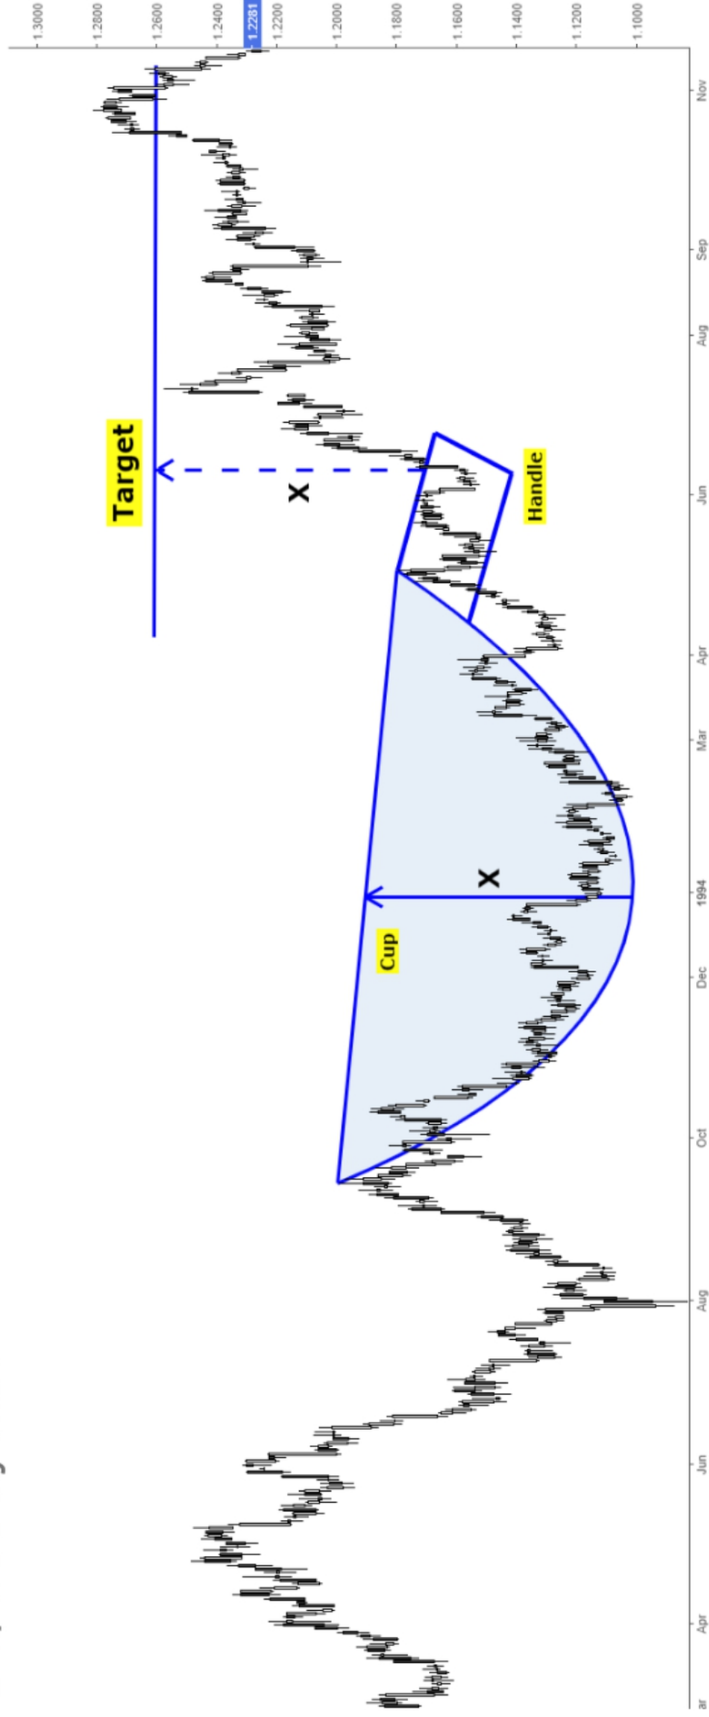 1.3000
1.2800
1.2600
1.2400
1.2281
1.2200
1.2000
1.1800
1.1600
1.1400
1.1200
1.1000
Target
X
Handle
Cup
X
ar
Apr
Jun
Aug
Oct
Dec
1994
Mar
Apr
Jun
Aug
Sep
Nov